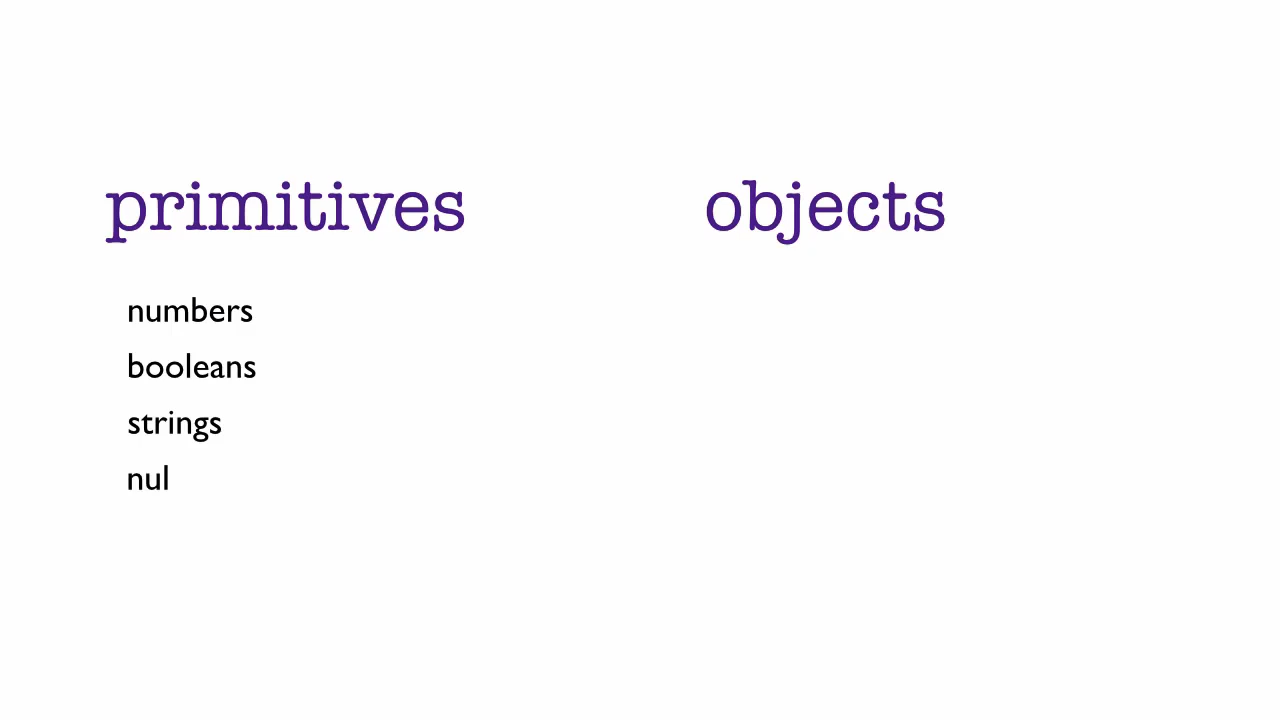 primitives
objects
numbers
booleans
strings
nul